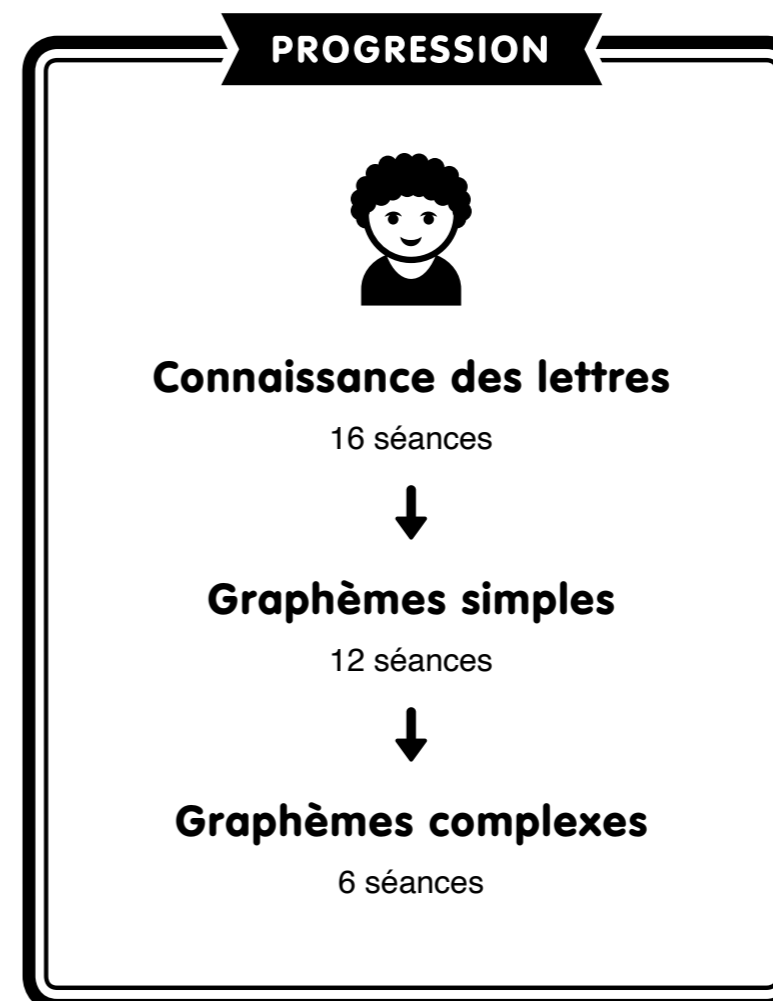 PROGRESSION
Connaissance des lettres
16 séances
Graphèmes simples
12 séances
Graphèmes complexes
6 séances